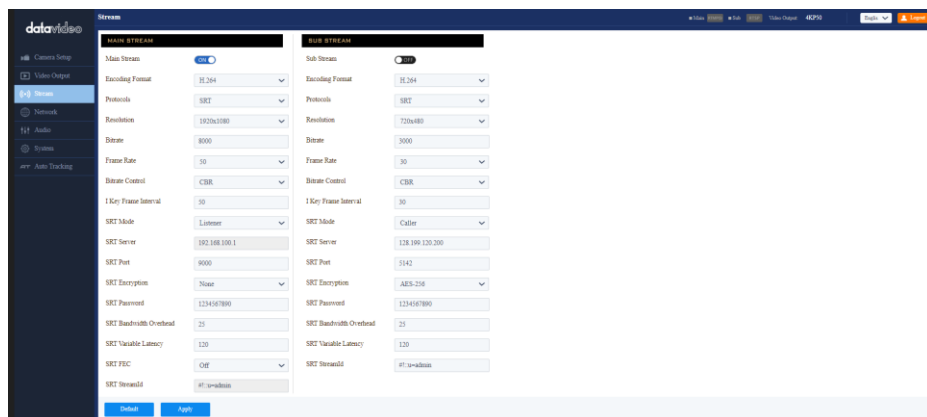 datavideo
Stream
Main
Sub
Video Output 4KP50
Logout
Camera Setup
Video Output
Stream
Network
Audio
System
Auto Tracking
MAIN STREAM
Main Stream ON
Encoding Format H.264
Protocols SRT
Resolution 1920x1080
Bitrate 8000
Frame Rate 50
Bitrate Control CBR
I Key Frame Interval 50
SRT Mode Listener
SRT Server 192.168.100.1
SRT Port 9000
SRT Encryption None
SRT Password 1234567890
SRT Bandwidth Overhead 25
SRT Variable Latency 120
SRT FEC Off
SRT StreamId #!::u=admin
SUB STREAM
Sub Stream OFF
Encoding Format H.264
Protocols SRT
Resolution 720x480
Bitrate 3000
Frame Rate 30
Bitrate Control CBR
I Key Frame Interval 30
SRT Mode Caller
SRT Server 128.199.120.200
SRT Port 5142
SRT Encryption AES-256
SRT Password 1234567890
SRT Bandwidth Overhead 25
SRT Variable Latency 120
SRT StreamId #!::u=admin
Default Apply